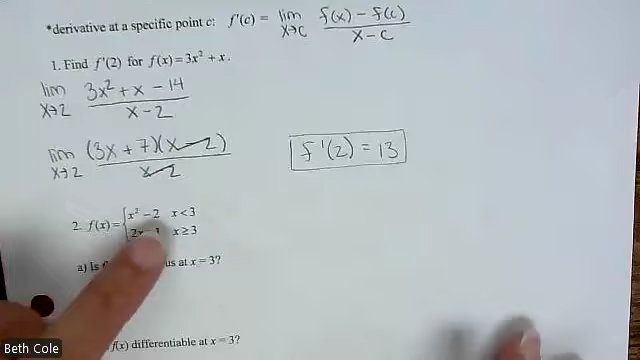 *derivative at a specific point c: f'(c) = lim x→c f(x) - f(c) / x - c
1. Find f'(2) for f(x) = 3x² + x.
lim x→2 3x² + x - 14 / x - 2
lim x→2 (3x + 7)(x - 2) / x - 2
f'(2) = 13
2. f(x) = { x² - 2 x < 3
x ≥ 3
a) Is us at x = 3?
f(x) differentiable at x = 3?
Beth Cole